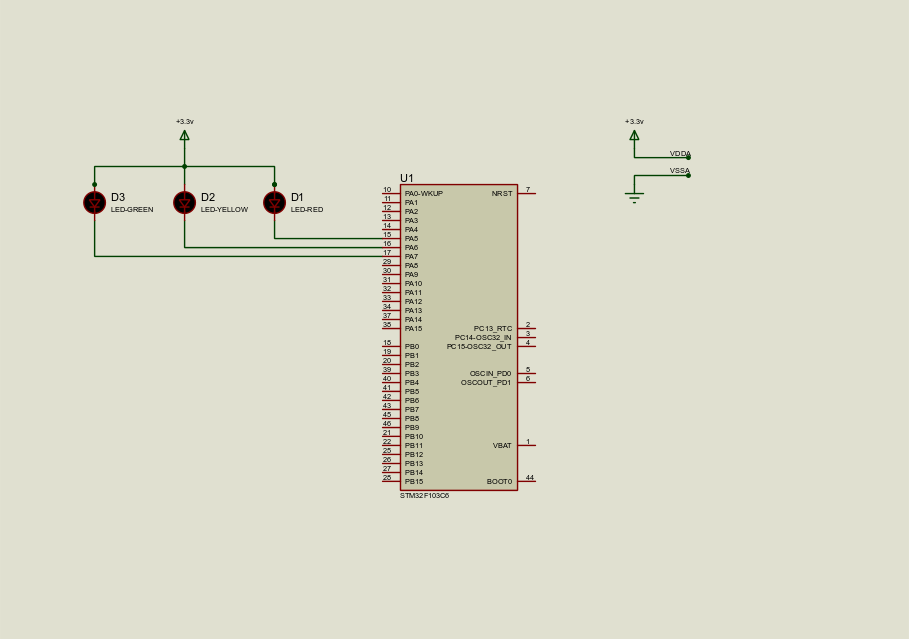 +3.3v
+3.3v
VDDA
VSSA
D3
LED-GREEN
D2
LED-YELLOW
D1
LED-RED
U1
10 PA0-WKUP
11 PA1
12 PA2
13 PA3
14 PA4
15 PA5
16 PA6
17 PA7
29 PA8
30 PA9
31 PA10
32 PA11
33 PA12
34 PA13
37 PA14
38 PA15
18 PB0
19 PB1
20 PB2
39 PB3
40 PB4
41 PB5
42 PB6
43 PB7
45 PB8
46 PB9
21 PB10
22 PB11
25 PB12
26 PB13
27 PB14
28 PB15
NRST 7
PC13_RTC 2
PC14-OSC32_IN 3
PC15-OSC32_OUT 4
OSCIN_PD0 5
OSCOUT_PD1 6
VBAT 1
BOOT0 44
STM32F103C6